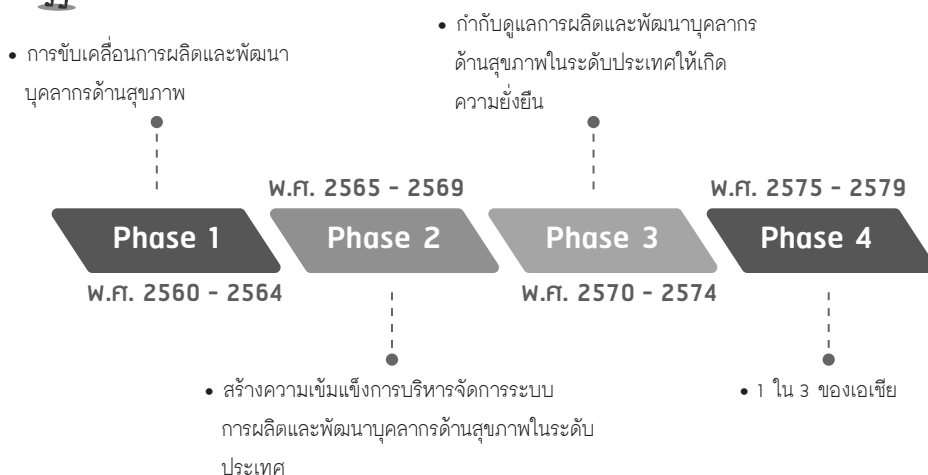 • การขับเคลื่อนการผลิตและพัฒนา
บุคลากรด้านสุขภาพ
• กำกับดูแลการผลิตและพัฒนาบุคลากร
ด้านสุขภาพในระดับประเทศให้เกิด
ความยั่งยืน
พ.ศ. 2565 - 2569
พ.ศ. 2575 - 2579
Phase 1
Phase 2
Phase 3
Phase 4
พ.ศ. 2560 - 2564
พ.ศ. 2570 - 2574
• สร้างความเข้มแข็งการบริหารจัดการระบบ
การผลิตและพัฒนาบุคลากรด้านสุขภาพในระดับ
ประเทศ
• 1 ใน 3 ของเอเชีย